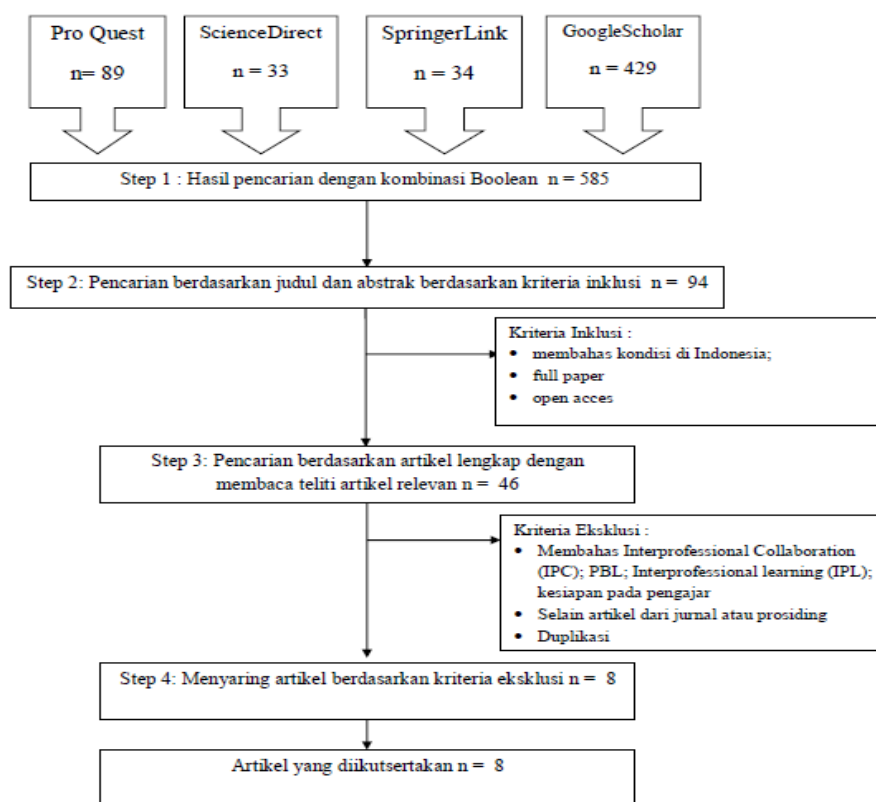 Pro Quest
n= 89
ScienceDirect
n = 33
SpringerLink
n = 34
GoogleScholar
n = 429
Step 1 : Hasil pencarian dengan kombinasi Boolean n = 585
Step 2: Pencarian berdasarkan judul dan abstrak berdasarkan kriteria inklusi n = 94
Kriteria Inklusi :
• membahas kondisi di Indonesia;
• full paper
• open acces
Step 3: Pencarian berdasarkan artikel lengkap dengan
membaca teliti artikel relevan n = 46
Kriteria Eksklusi :
• Membahas Interprofessional Collaboration
(IPC); PBL; Interprofessional learning (IPL);
kesiapan pada pengajar
• Selain artikel dari jurnal atau prosiding
• Duplikasi
Step 4: Menyaring artikel berdasarkan kriteria eksklusi n = 8
Artikel yang diikutsertakan n = 8